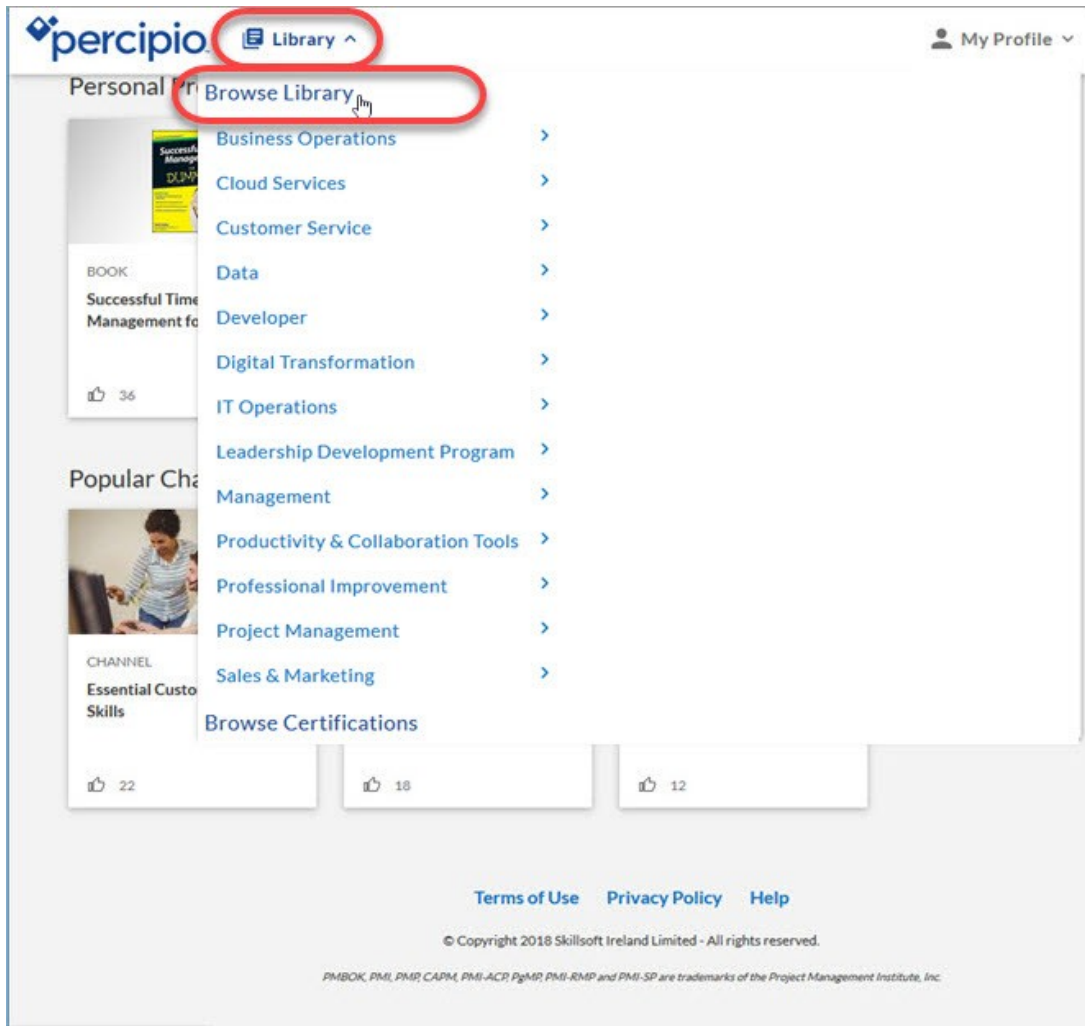 percipio
Library
My Profile
Personal
Browse Library
Business Operations
Cloud Services
Customer Service
Data
Developer
Digital Transformation
IT Operations
Leadership Development Program
Management
Productivity & Collaboration Tools
Professional Improvement
Project Management
Sales & Marketing
Browse Certifications
BOOK
Successful Time
Management fo
36
Popular Cha
CHANNEL
Essential Custo
Skills
22
18
12
Terms of Use Privacy Policy Help
© Copyright 2018 Skillsoft Ireland Limited - All rights reserved.
PMBOK, PMI, PMP, CAPM, PMI-ACP, PgMP, PMI-RMP and PMI-SP are trademarks of the Project Management Institute, Inc.